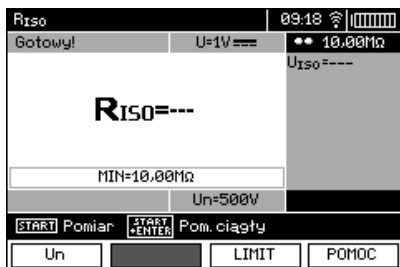 RISO 09:18
Gotowy! U=1V 10.00MΩ
UISO=---
RISO=---
MIN=10.00MΩ
Un=500V
START Pomiar START +ENTER Pom. ciągły
Un LIMIT POMOC